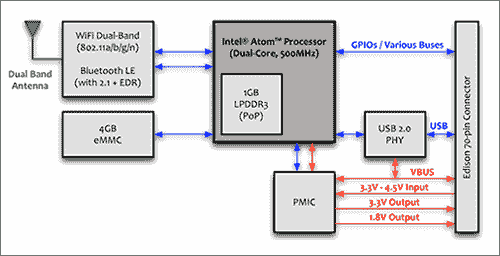 WiFi Dual-Band
(802.11a/b/g/n)
Bluetooth LE
(with 2.1 + EDR)
Dual Band
Antenna
4GB
eMMC
Intel® Atom™ Processor
(Dual-Core, 500MHz)
1GB
LPDDR3
(PoP)
GPIOs / Various Buses
USB 2.0
PHY
USB
PMIC
VBUS
3.3V - 4.5V Input
3.3V Output
1.8V Output
Edison 70-pin Connector